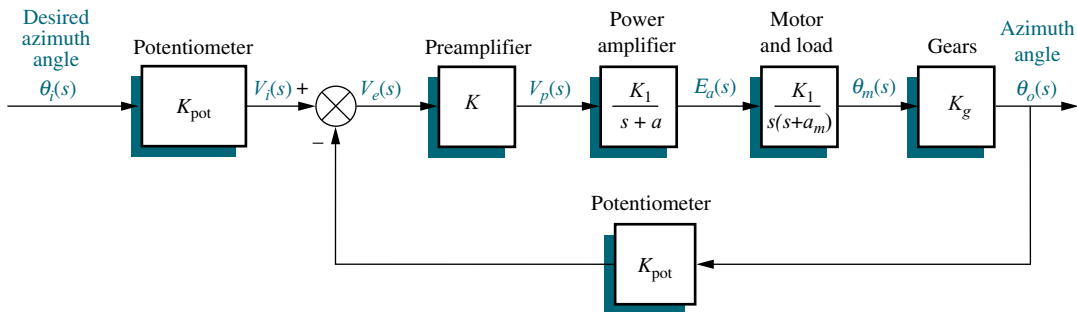 Desired
azimuth
angle
θi(s)
Potentiometer
Kpot
Vi(s) +
−
Ve(s)
Preamplifier
K
Vp(s)
Power
amplifier
K1
s + a
Ea(s)
Motor
and load
K1
s(s+am)
θm(s)
Gears
Kg
Azimuth
angle
θo(s)
Potentiometer
Kpot